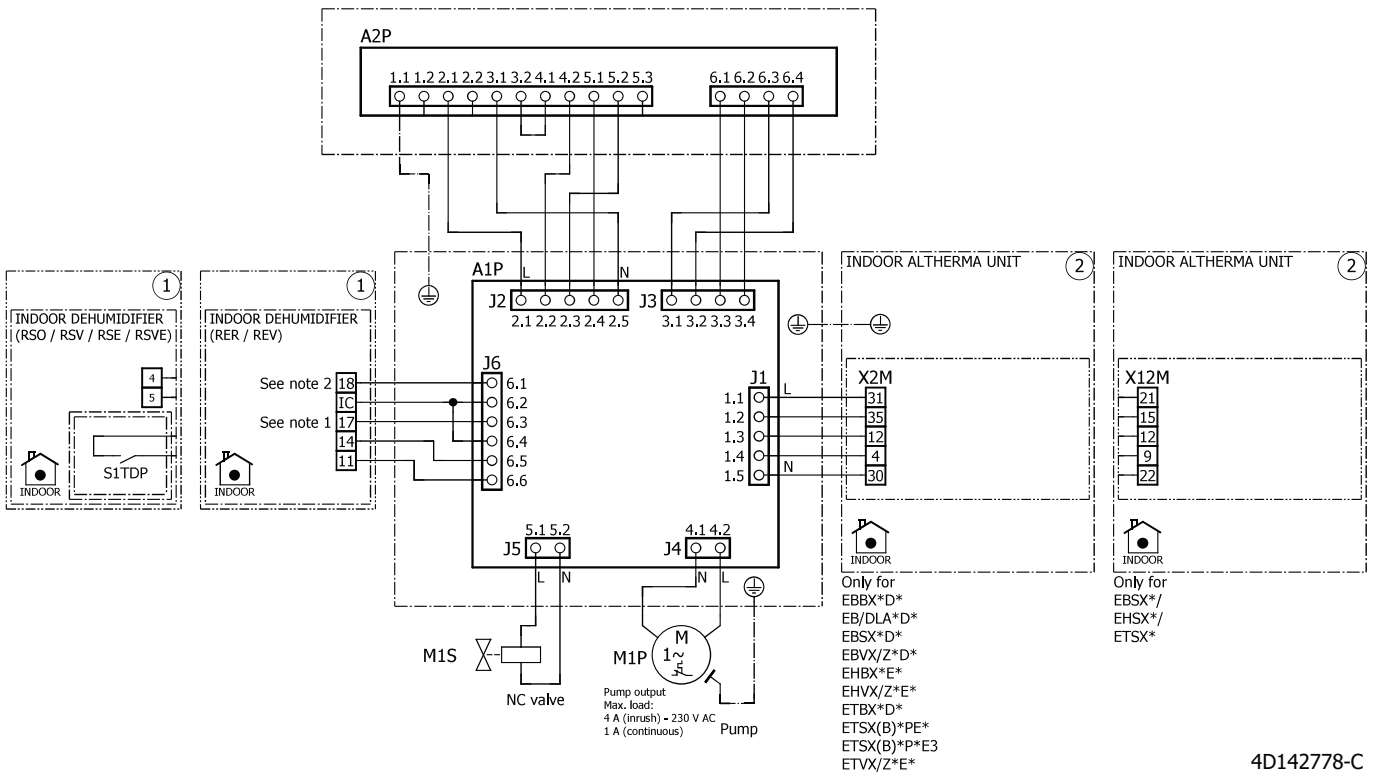 A2P
1.1 1.2 2.1 2.2 3.1 3.2 4.1 4.2 5.1 5.2 5.3
6.1 6.2 6.3 6.4
1
INDOOR DEHUMIDIFIER
(RSO / RSV / RSE / RSVE)
4
5
S1TDP
INDOOR
1
INDOOR DEHUMIDIFIER
(RER / REV)
See note 2 18
IC
See note 1 17
14
11
INDOOR
A1P
L
N
J2
2.1 2.2 2.3 2.4 2.5
J3
3.1 3.2 3.3 3.4
J6
6.1
6.2
6.3
6.4
6.5
6.6
J1
1.1
1.2
1.3
1.4
1.5
L
N
5.1 5.2
J5
L
N
4.1 4.2
J4
N
L
M1S
NC valve
M1P
M
1~
Pump output
Max. load:
4 A (inrush) - 230 V AC
1 A (continuous)
Pump
INDOOR ALTHERMA UNIT
2
X2M
31
35
12
4
30
INDOOR
Only for
EBBX*D*
EB/DLA*D*
EBSX*D*
EBVX/Z*D*
EHBX*E*
EHVX/Z*E*
ETBX*D*
ETSX(B)*PE*
ETSX(B)*P*E3
ETVX/Z*E*
INDOOR ALTHERMA UNIT
2
X12M
21
15
12
9
22
INDOOR
Only for
EBSX*/
EHSX*/
ETSX*
4D142778-C